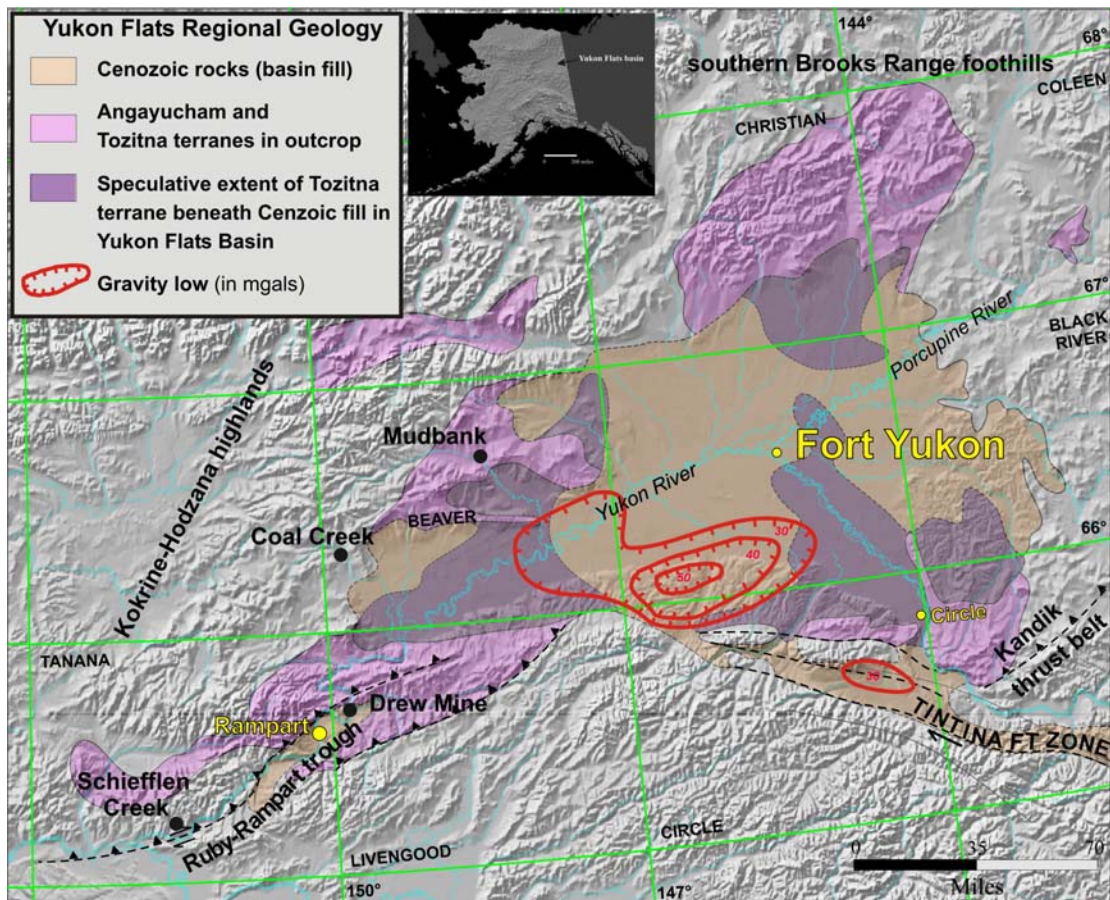 Yukon Flats Regional Geology
Cenozoic rocks (basin fill)
Angayucham and
Tozitna terranes in outcrop
Speculative extent of Tozitna
terrane beneath Cenzoic fill in
Yukon Flats Basin
Gravity low (in mgals)
Yukon Flats basin
0 200 miles
144°
68°
southern Brooks Range foothills
COLEEN
CHRISTIAN
67°
BLACK
RIVER
Porcupine River
Kokrine-Hodzana highlands
Mudbank
Fort Yukon
Yukon River
BEAVER
Coal Creek
30
40
50
66°
Circle
Kandik
thrust belt
TANANA
Drew Mine
Rampart
30
TINTINA FT ZONE
Schiefflen
Creek
Ruby-Rampart trough
CIRCLE
LIVENGOOD
0 35 70
Miles
150°
147°